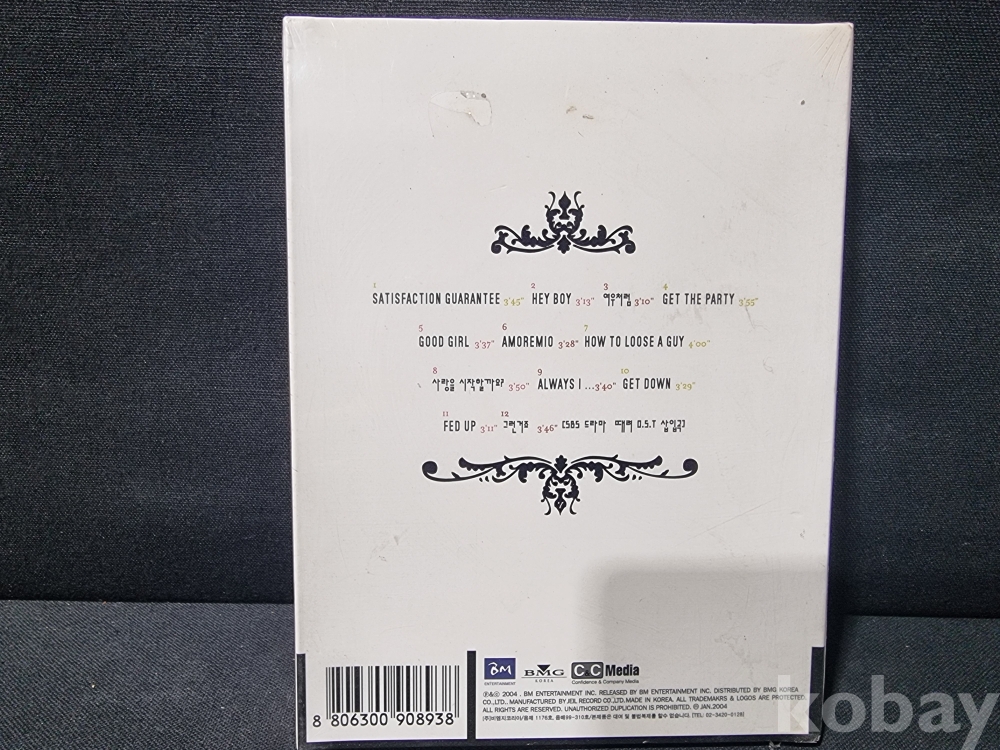 1 2 3 4
SATISFACTION GUARANTEE 3'45" HEY BOY 3'13" 여우처럼 3'10" GET THE PARTY 3'55"
5 6 7
GOOD GIRL 3'37" AMOREMIO 3'28" HOW TO LOOSE A GUY 4'00"
8 9 10
사랑을 시작할까요? 3'50" ALWAYS I ...3'40" GET DOWN 3'29"
11 12
FED UP 3'11" 그런거죠 3'46" [SBS 드라마 때려 O.S.T 삽입곡]
BM ENTERTAINMENT BMG KOREA C&C Media
Confidence & Company Media
℗&© 2004 . BM ENTERTAINMENT INC. RELEASED BY BM ENTERTAINMENT INC. DISTRIBUTED BY BMG KOREA
CO.,LTD.. MANUFACTURED BY JEIL RECORD CO.,LTD. MADE IN KOREA. ALL TRADEMAKRS & LOGOS ARE PROTECTED.
ALL RIGHTS ARE RESERVED. UNAUTHORIZED DUPLICATION IS PROHIBITED. ℗ JAN.2004
8 806300 908938
kobay